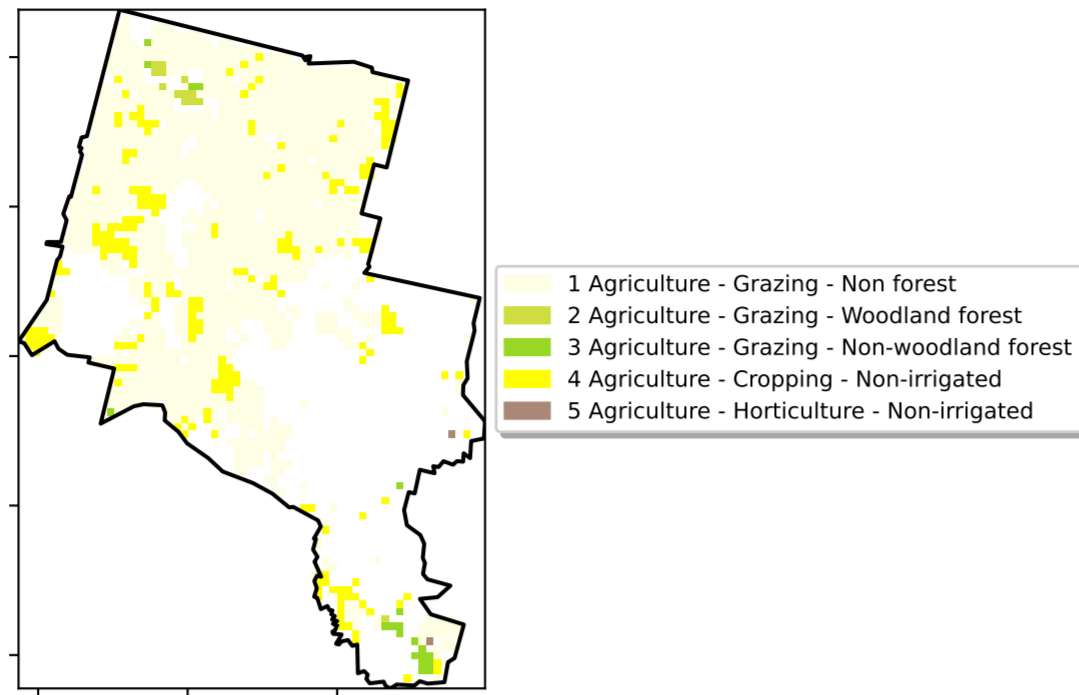 1 Agriculture - Grazing - Non forest
2 Agriculture - Grazing - Woodland forest
3 Agriculture - Grazing - Non-woodland forest
4 Agriculture - Cropping - Non-irrigated
5 Agriculture - Horticulture - Non-irrigated